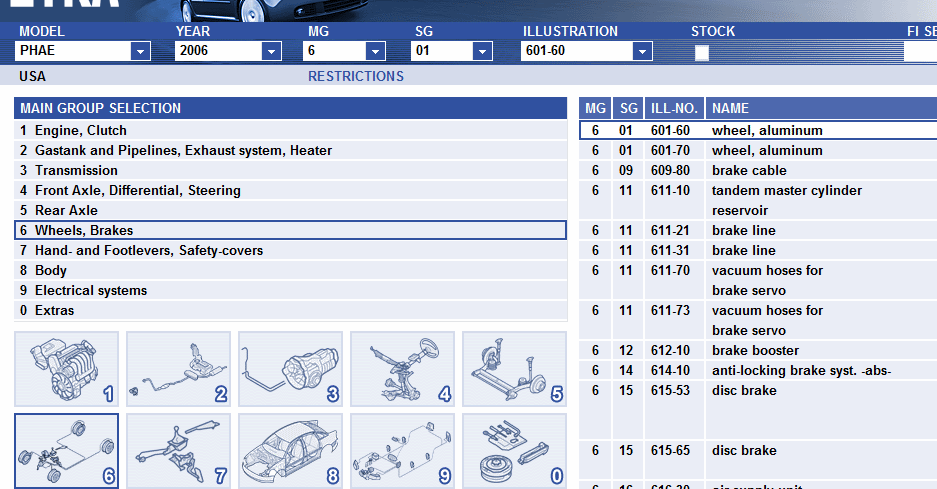 MODEL YEAR MG SG ILLUSTRATION STOCK
PHAE 2006 6 01 601-60
USA RESTRICTIONS
MAIN GROUP SELECTION
1 Engine, Clutch
2 Gastank and Pipelines, Exhaust system, Heater
3 Transmission
4 Front Axle, Differential, Steering
5 Rear Axle
6 Wheels, Brakes
7 Hand- and Footlevers, Safety-covers
8 Body
9 Electrical systems
0 Extras
1 2 3 4 5
6 7 8 9 0
MG SG ILL-NO. NAME
6 01 601-60 wheel, aluminum
6 01 601-70 wheel, aluminum
6 09 609-80 brake cable
6 11 611-10 tandem master cylinder
reservoir
6 11 611-21 brake line
6 11 611-31 brake line
6 11 611-70 vacuum hoses for
brake servo
6 11 611-73 vacuum hoses for
brake servo
6 12 612-10 brake booster
6 14 614-10 anti-locking brake syst. -abs-
6 15 615-53 disc brake
6 15 615-65 disc brake